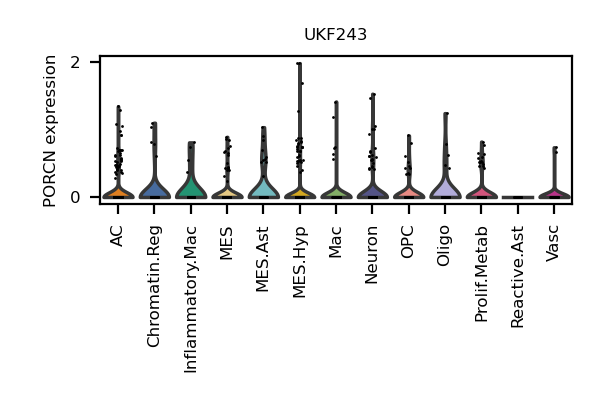 UKF243
PORCN expression
2
0
AC
Chromatin.Reg
Inflammatory.Mac
MES
MES.Ast
MES.Hyp
Mac
Neuron
OPC
Oligo
Prolif.Metab
Reactive.Ast
Vasc